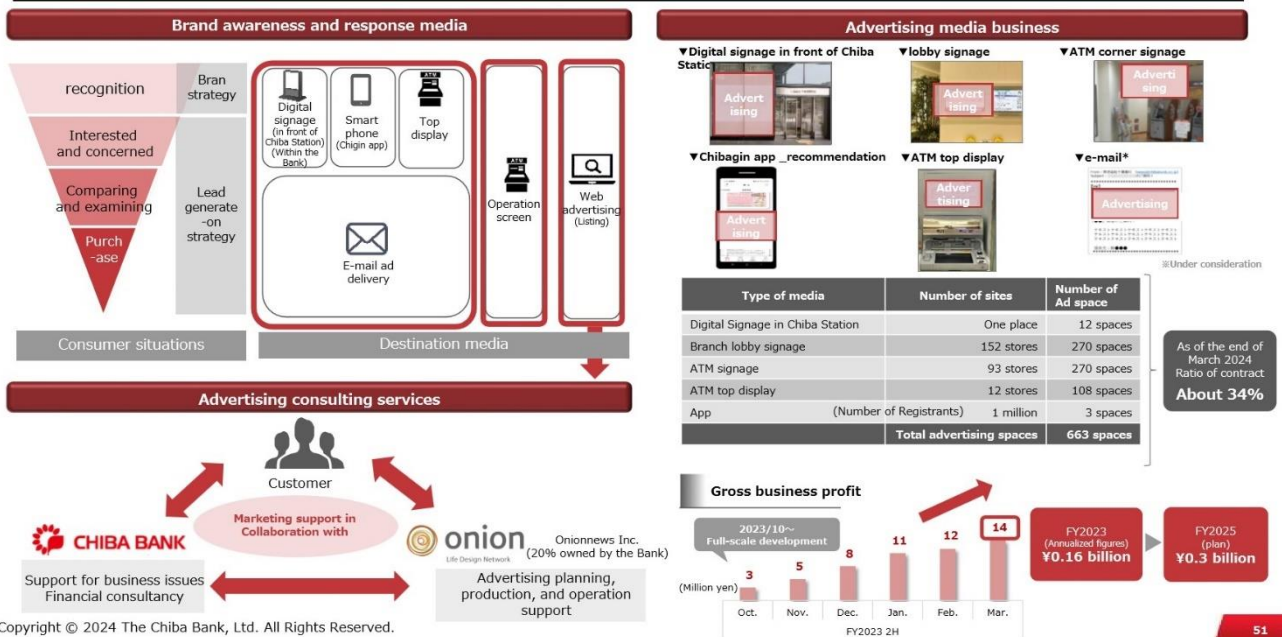 Brand awareness and response media
recognition
Interested
and concerned
Comparing
and examining
Purch
-ase
Bran
strategy
Lead
generate
-on
strategy
Digital
signage
(in front of
Chiba Station)
(Within the
Bank)
Smart
phone
(Chigin app)
ATM
Top
display
E-mail ad
delivery
ATM
Operation
screen
Web
advertising
(Listing)
Consumer situations
Destination media
Advertising consulting services
Customer
Marketing support in
Collaboration with
CHIBA BANK
Support for business issues
Financial consultancy
onion
Life Design Network
Onionnews Inc.
(20% owned by the Bank)
Advertising planning,
production, and operation
support
Advertising media business
▼Digital signage in front of Chiba
Static
Advert
ising
▼lobby signage
Advert
ising
▼ATM corner signage
Adverti
sing
▼Chibagin app _recommendation
Advert
ising
▼ATM top display
Adver
tising
▼e-mail*
Advertising
※Under consideration
Type of media Number of sites Number of
Ad space
Digital Signage in Chiba Station One place 12 spaces
Branch lobby signage 152 stores 270 spaces
ATM signage 93 stores 270 spaces
ATM top display 12 stores 108 spaces
App (Number of Registrants) 1 million 3 spaces
Total advertising spaces 663 spaces
As of the end of
March 2024
Ratio of contract
About 34%
Gross business profit
2023/10~
Full-scale development
(Million yen)
3 5 8 11 12 14
Oct. Nov. Dec. Jan. Feb. Mar.
FY2023 2H
FY2023
(Annualized figures)
¥0.16 billion
FY2025
(plan)
¥0.3 billion
Copyright © 2024 The Chiba Bank, Ltd. All Rights Reserved.
51